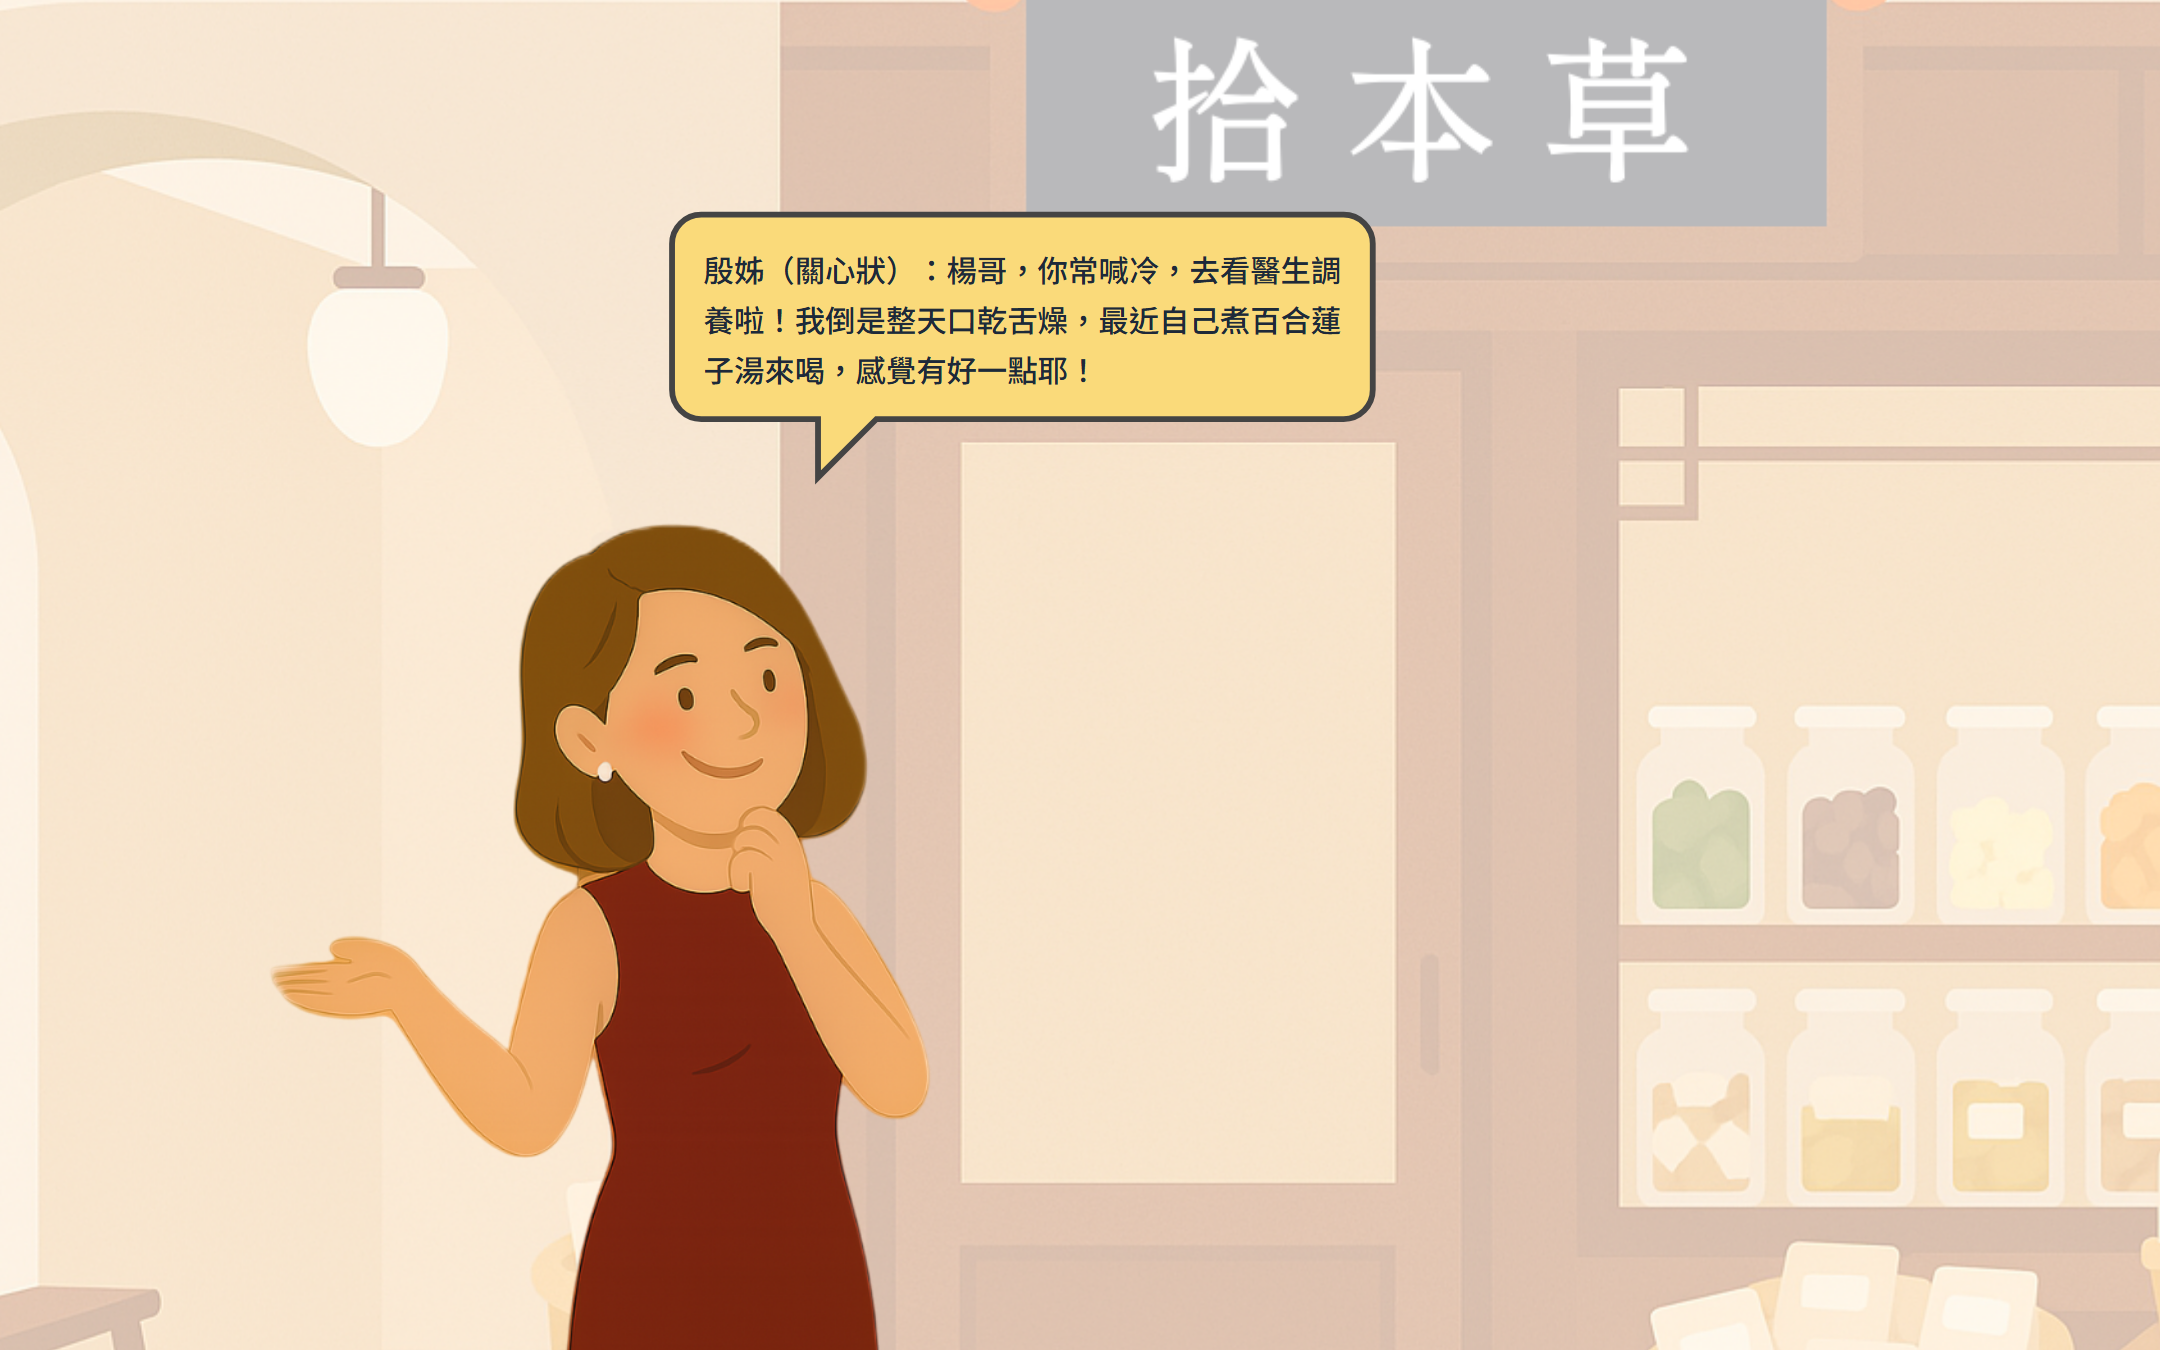 拾本草
殷姊（關心狀）：楊哥，你常喊冷，去看醫生調
養啦！我倒是整天口乾舌燥，最近自己煮百合蓮
子湯來喝，感覺有好一點耶！